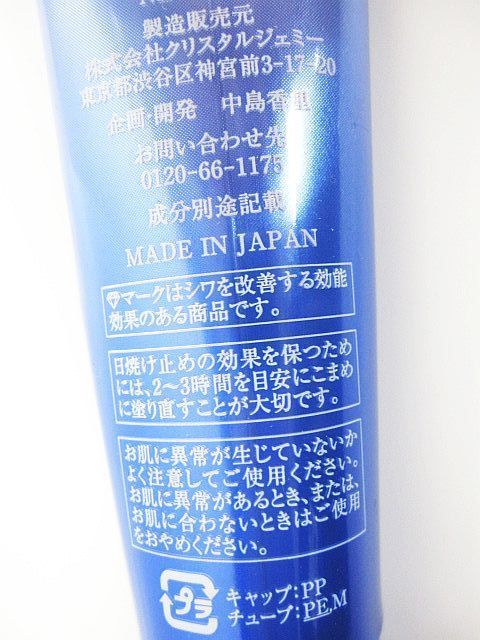 製造販売元
株式会社クリスタルジェミー
東京都渋谷区神宮前3-17-20
企画・開発 中島香里
お問い合わせ先
0120-66-1175
成分別途記載
MADE IN JAPAN
マークはシワを改善する効能
効果のある商品です。
日焼け止めの効果を保つため
には、2〜3時間を目安にこまめ
に塗り直すことが大切です。
お肌に異常が生じていないか
よく注意してご使用ください。
お肌に異常があるとき、または、
お肌に合わないときはご使用
をおやめください。
プラ
キャップ:PP
チューブ:PE,M